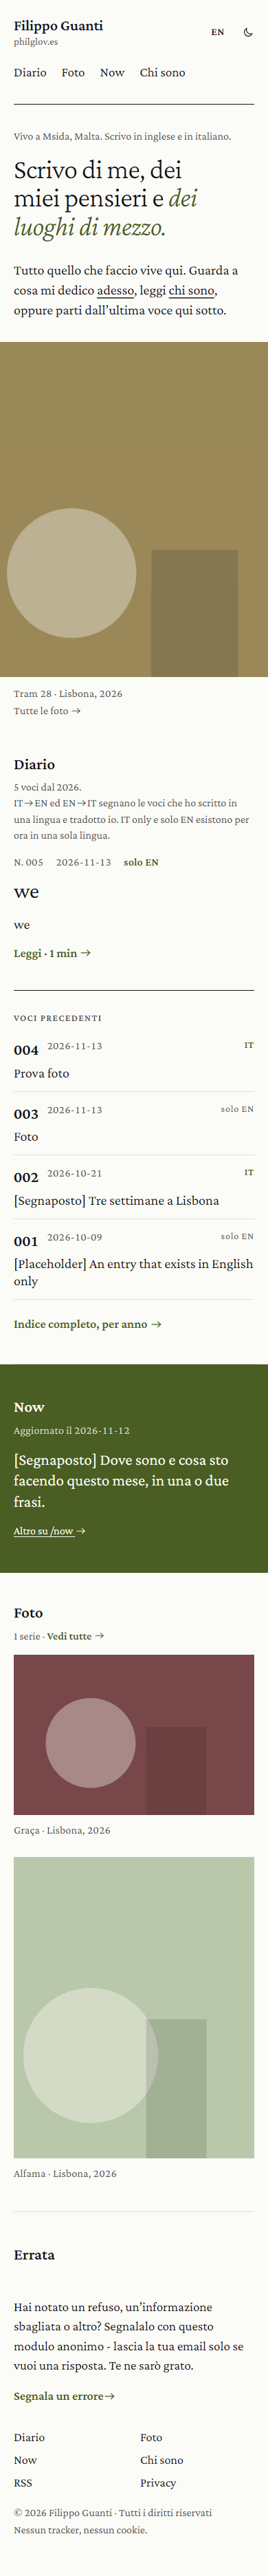 Filippo Guanti
philglov.es
EN
Diario Foto Now Chi sono
Vivo a Msida, Malta. Scrivo in inglese e in italiano.
Scrivo di me, dei
miei pensieri e dei
luoghi di mezzo.
Tutto quello che faccio vive qui. Guarda a
cosa mi dedico adesso, leggi chi sono,
oppure parti dall’ultima voce qui sotto.
Tram 28 · Lisbona, 2026
Tutte le foto →
Diario
5 voci dal 2026.
IT→EN ed EN→IT segnano le voci che ho scritto in
una lingua e tradotto io. IT only e solo EN esistono per
ora in una sola lingua.
N. 005 2026-11-13 solo EN
we
we
Leggi · 1 min →
VOCI PRECEDENTI
004 2026-11-13 IT
Prova foto
003 2026-11-13 solo EN
Foto
002 2026-10-21 IT
[Segnaposto] Tre settimane a Lisbona
001 2026-10-09 solo EN
[Placeholder] An entry that exists in English
only
Indice completo, per anno →
Now
Aggiornato il 2026-11-12
[Segnaposto] Dove sono e cosa sto
facendo questo mese, in una o due
frasi.
Altro su /now →
Foto
1 serie · Vedi tutte →
Graça · Lisbona, 2026
Alfama · Lisbona, 2026
Errata
Hai notato un refuso, un’informazione
sbagliata o altro? Segnalalo con questo
modulo anonimo - lascia la tua email solo se
vuoi una risposta. Te ne sarò grato.
Segnala un errore→
Diario Foto
Now Chi sono
RSS Privacy
© 2026 Filippo Guanti · Tutti i diritti riservati
Nessun tracker, nessun cookie.